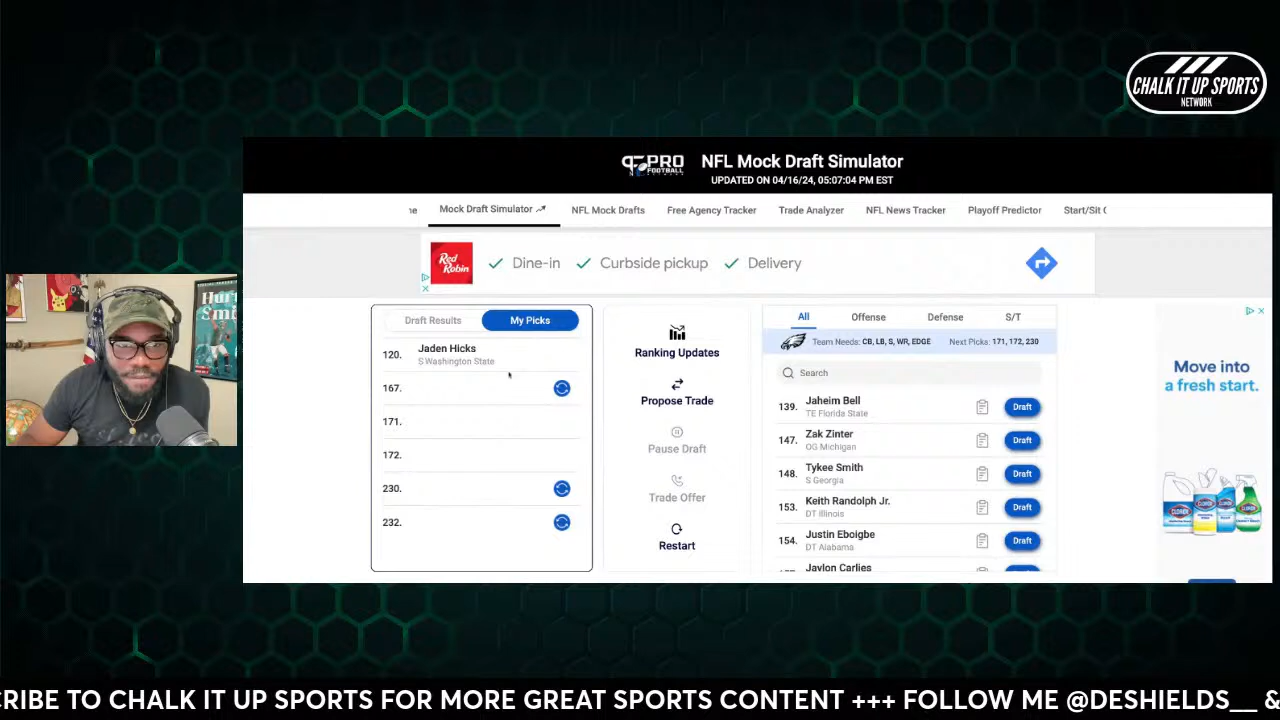 CHALK IT UP SPORTS
NETWORK
PRO
FOOTBALL
NETWORK
NFL Mock Draft Simulator
UPDATED ON 04/16/24, 05:07:04 PM EST
ne
Mock Draft Simulator
NFL Mock Drafts
Free Agency Tracker
Trade Analyzer
NFL News Tracker
Playoff Predictor
Start/Sit
Red Robin
Dine-in
Curbside pickup
Delivery
Draft Results
My Picks
120. Jaden Hicks
S Washington State
167.
171.
172.
230.
232.
Ranking Updates
Propose Trade
Pause Draft
Trade Offer
Restart
All
Offense
Defense
S/T
Team Needs: CB, LB, S, WR, EDGE
Next Picks: 171, 172, 230
Search
139. Jaheim Bell Draft
TE Florida State
147. Zak Zinter Draft
OG Michigan
148. Tykee Smith Draft
S Georgia
153. Keith Randolph Jr. Draft
DT Illinois
154. Justin Eboigbe Draft
DT Alabama
Jaylon Carlies
Move into
a fresh start.
CLOROX
CRIBE TO CHALK IT UP SPORTS FOR MORE GREAT SPORTS CONTENT +++ FOLLOW ME @DESHIELDS__ &